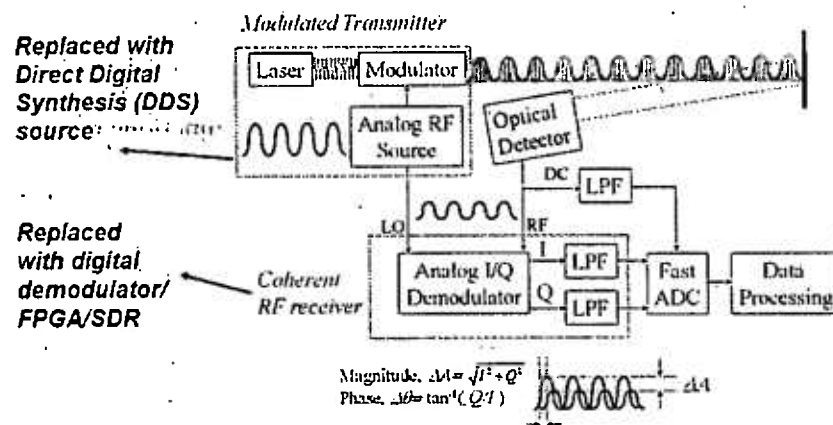 Modulated Transmitter
Replaced with
Direct Digital
Synthesis (DDS)
source
Laser
Modulator
Analog RF
Source
Optical
Detector
DC
LPF
LO
RF
Replaced
with digital
demodulator/
FPGA/SDR
Coherent
RF receiver
Analog I/Q
Demodulator
I
LPF
Q
LPF
Fast
ADC
Data
Processing
Magnitude, ΔA = √I² + Q²
Phase, Δθ = tan⁻¹(Q/I)
ΔA